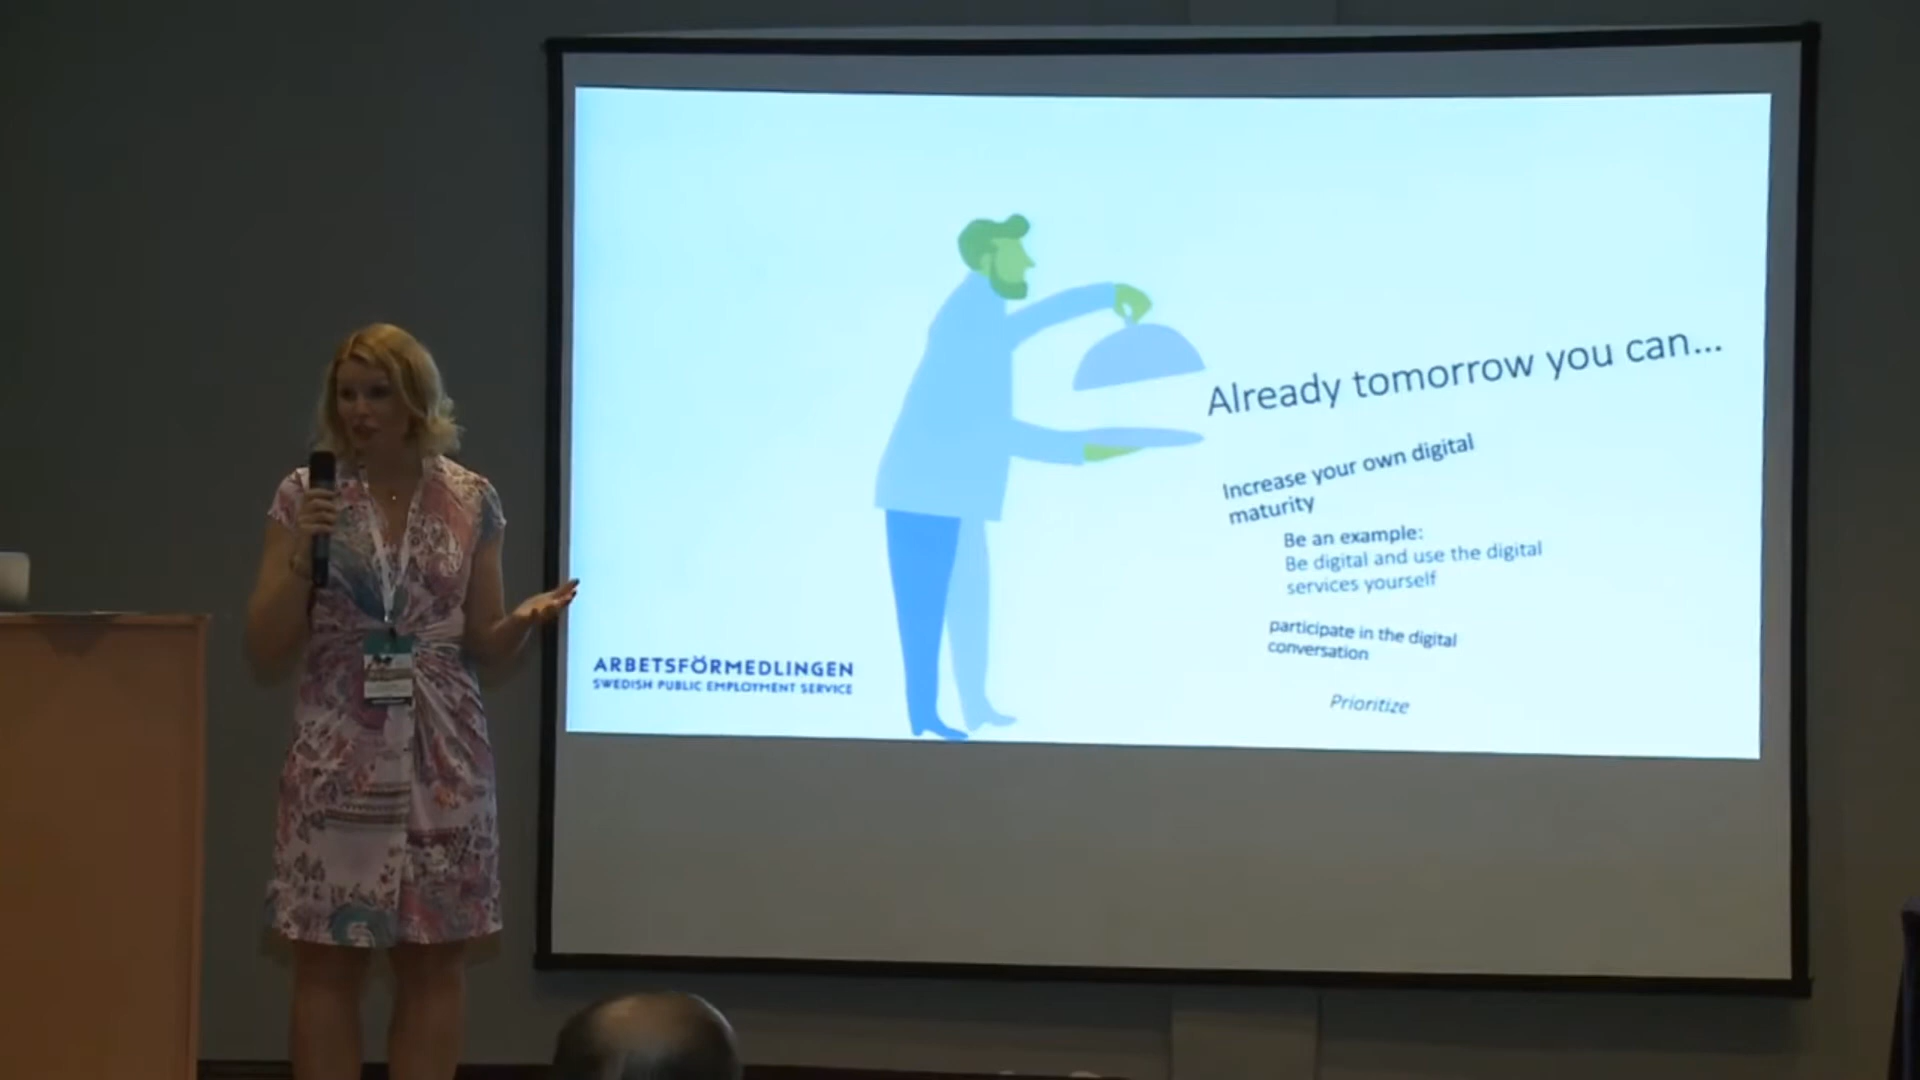 Already tomorrow you can...
Increase your own digital
maturity
Be an example:
Be digital and use the digital
services yourself
participate in the digital
conversation
Prioritize
ARBETSFÖRMEDLINGEN
SWEDISH PUBLIC EMPLOYMENT SERVICE